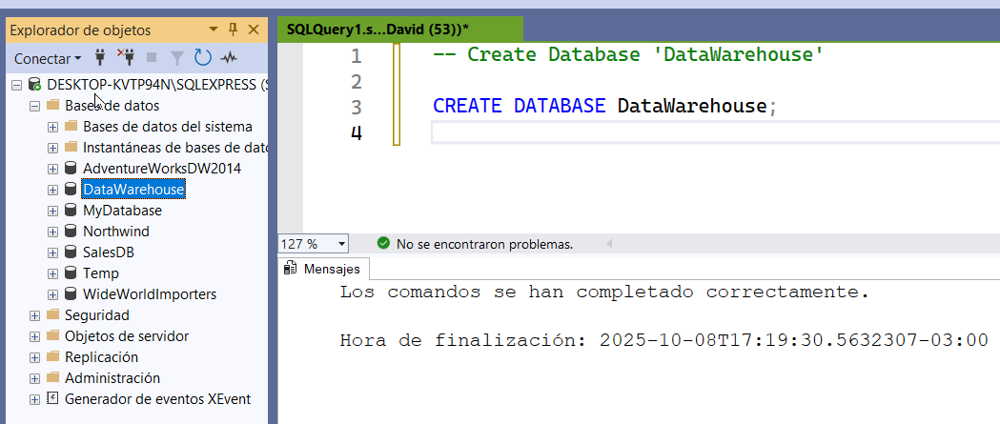 Explorador de objetos
Conectar
DESKTOP-KVTP94N\SQLEXPRESS (S
Bases de datos
Bases de datos del sistema
Instantáneas de bases de dato
AdventureWorksDW2014
DataWarehouse
MyDatabase
Northwind
SalesDB
Temp
WideWorldImporters
Seguridad
Objetos de servidor
Replicación
Administración
Generador de eventos XEvent
SQLQuery1.s...David (53))*
1 -- Create Database 'DataWarehouse'
2
3 CREATE DATABASE DataWarehouse;
4
127 %
No se encontraron problemas.
Mensajes
Los comandos se han completado correctamente.
Hora de finalización: 2025-10-08T17:19:30.5632307-03:00